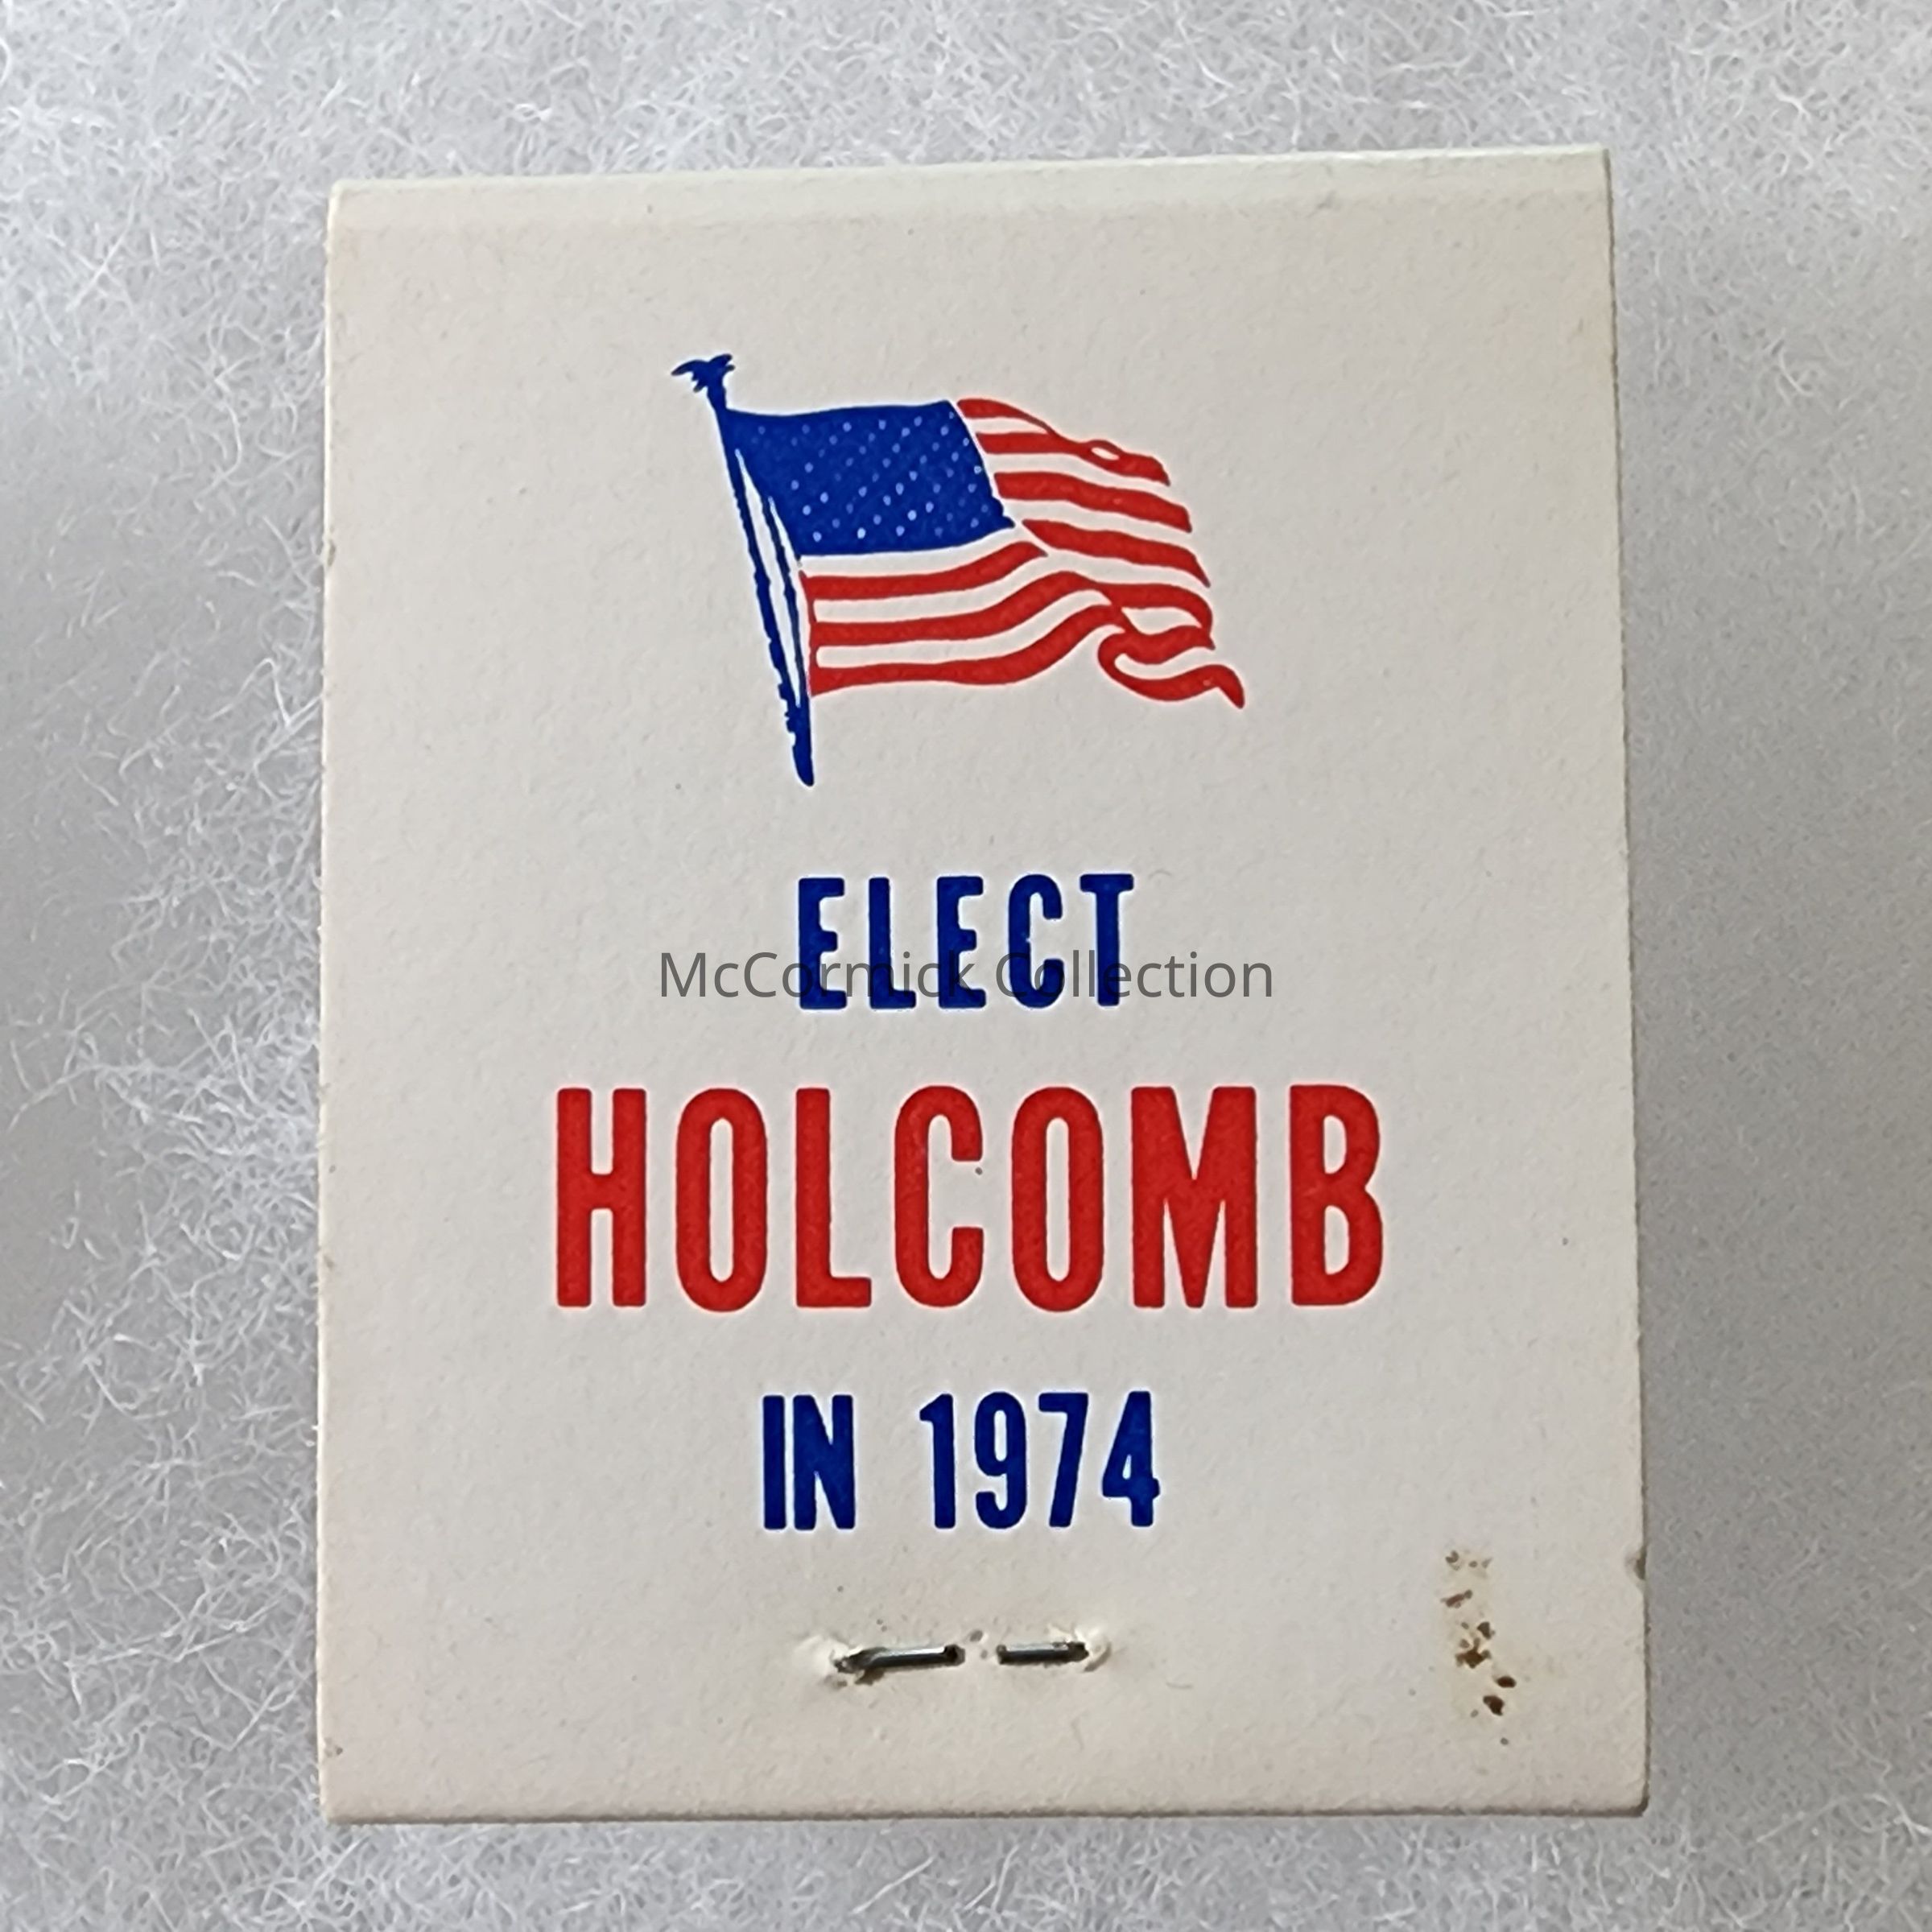 ELECT
McCormick Collection
HOLCOMB
IN 1974